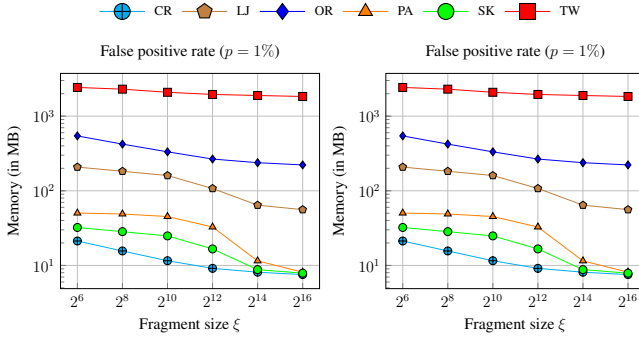 CR LJ OR PA SK TW
False positive rate (p = 1%)
Memory (in MB)
10^3
10^2
10^1
2^6 2^8 2^10 2^12 2^14 2^16
Fragment size ξ
False positive rate (p = 1%)
Memory (in MB)
10^3
10^2
10^1
2^6 2^8 2^10 2^12 2^14 2^16
Fragment size ξ